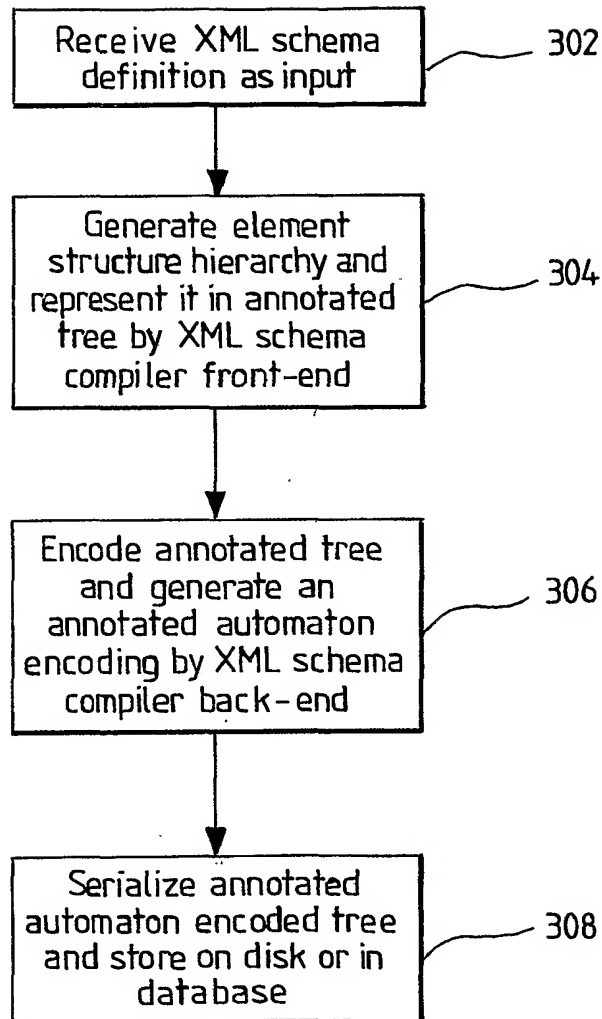 Receive XML schema
definition as input
302
Generate element
structure hierarchy and
represent it in annotated
tree by XML schema
compiler front-end
304
Encode annotated tree
and generate an
annotated automaton
encoding by XML schema
compiler back-end
306
Serialize annotated
automaton encoded tree
and store on disk or in
database
308